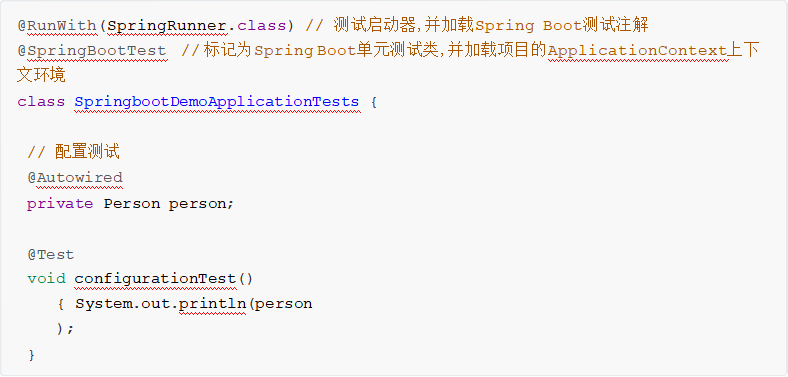 @RunWith(SpringRunner.class) // 测试启动器,并加载Spring Boot测试注解
@SpringBootTest //标记为Spring Boot单元测试类,并加载项目的ApplicationContext上下
文环境
class SpringbootDemoApplicationTests {
// 配置测试
@Autowired
private Person person;
@Test
void configurationTest()
{ System.out.println(person
);
}